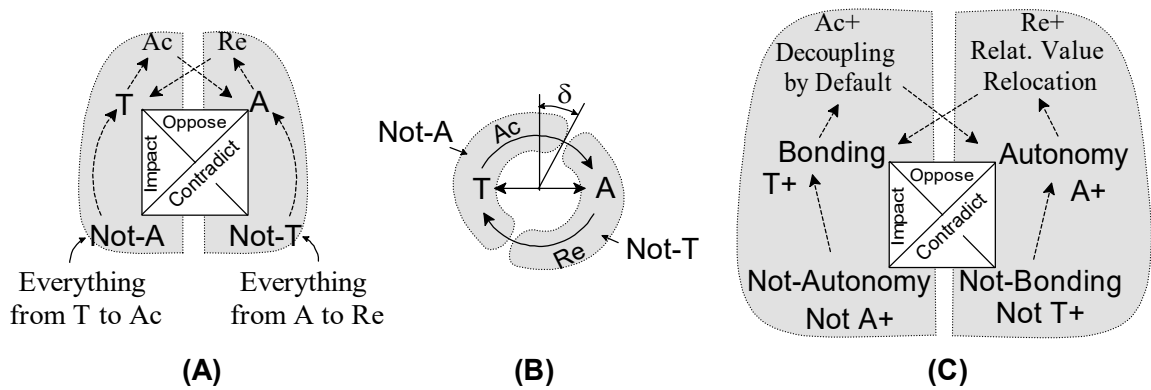 Ac Re
T A
Oppose
Impact
Contradict
Not-A Not-T
Everything
from T to Ac
Everything
from A to Re
(A)
δ
Not-A
Ac
T A
Re
Not-T
(B)
Ac+
Decoupling
by Default
Re+
Relat. Value
Relocation
Bonding
T+
Autonomy
A+
Oppose
Impact
Contradict
Not-Autonomy
Not A+
Not-Bonding
Not T+
(C)